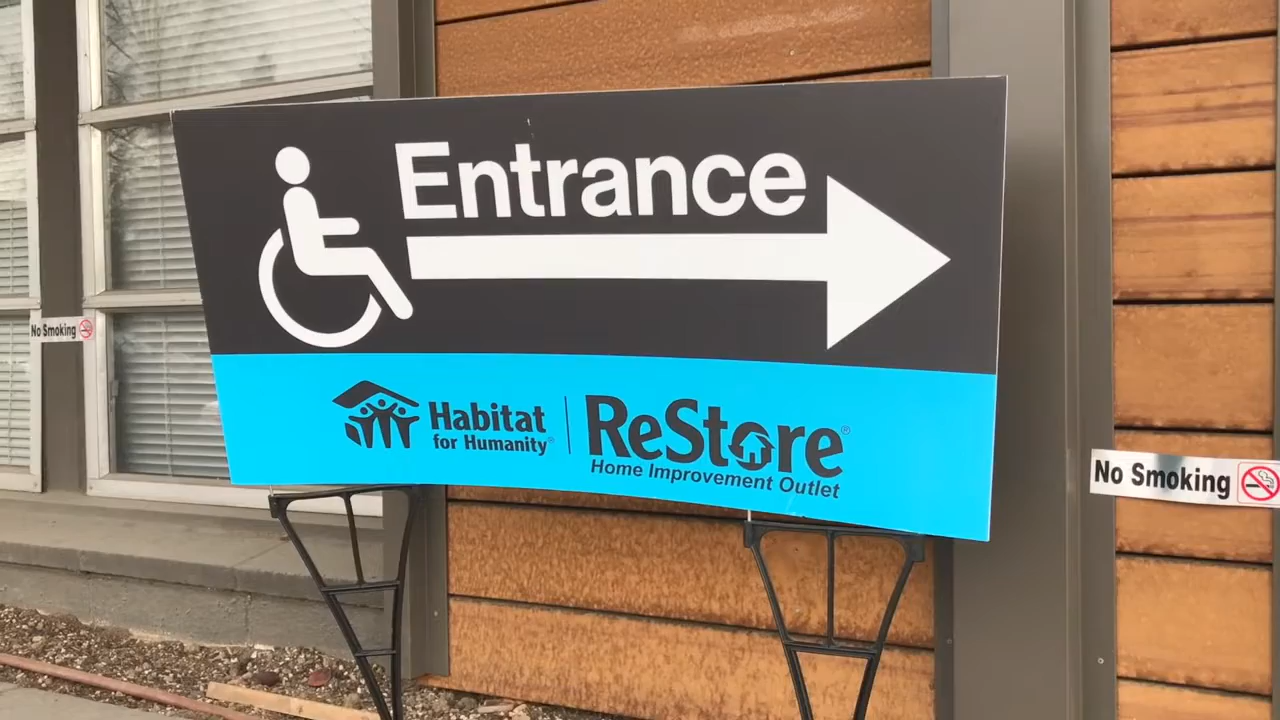 Entrance
No Smoking
Habitat
for Humanity®
ReStore®
Home Improvement Outlet
No Smoking